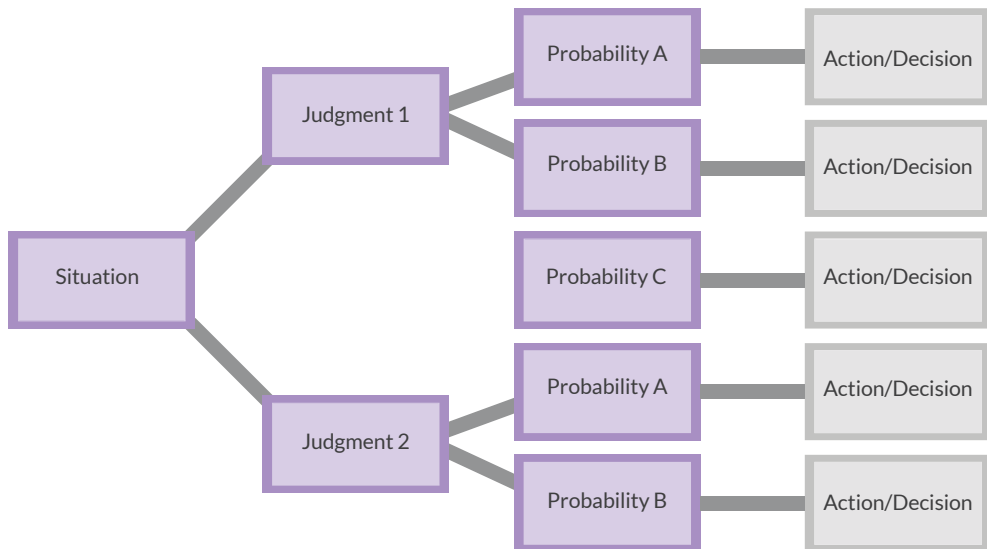 Situation
Judgment 1
Judgment 2
Probability A
Probability B
Probability C
Probability A
Probability B
Action/Decision
Action/Decision
Action/Decision
Action/Decision
Action/Decision